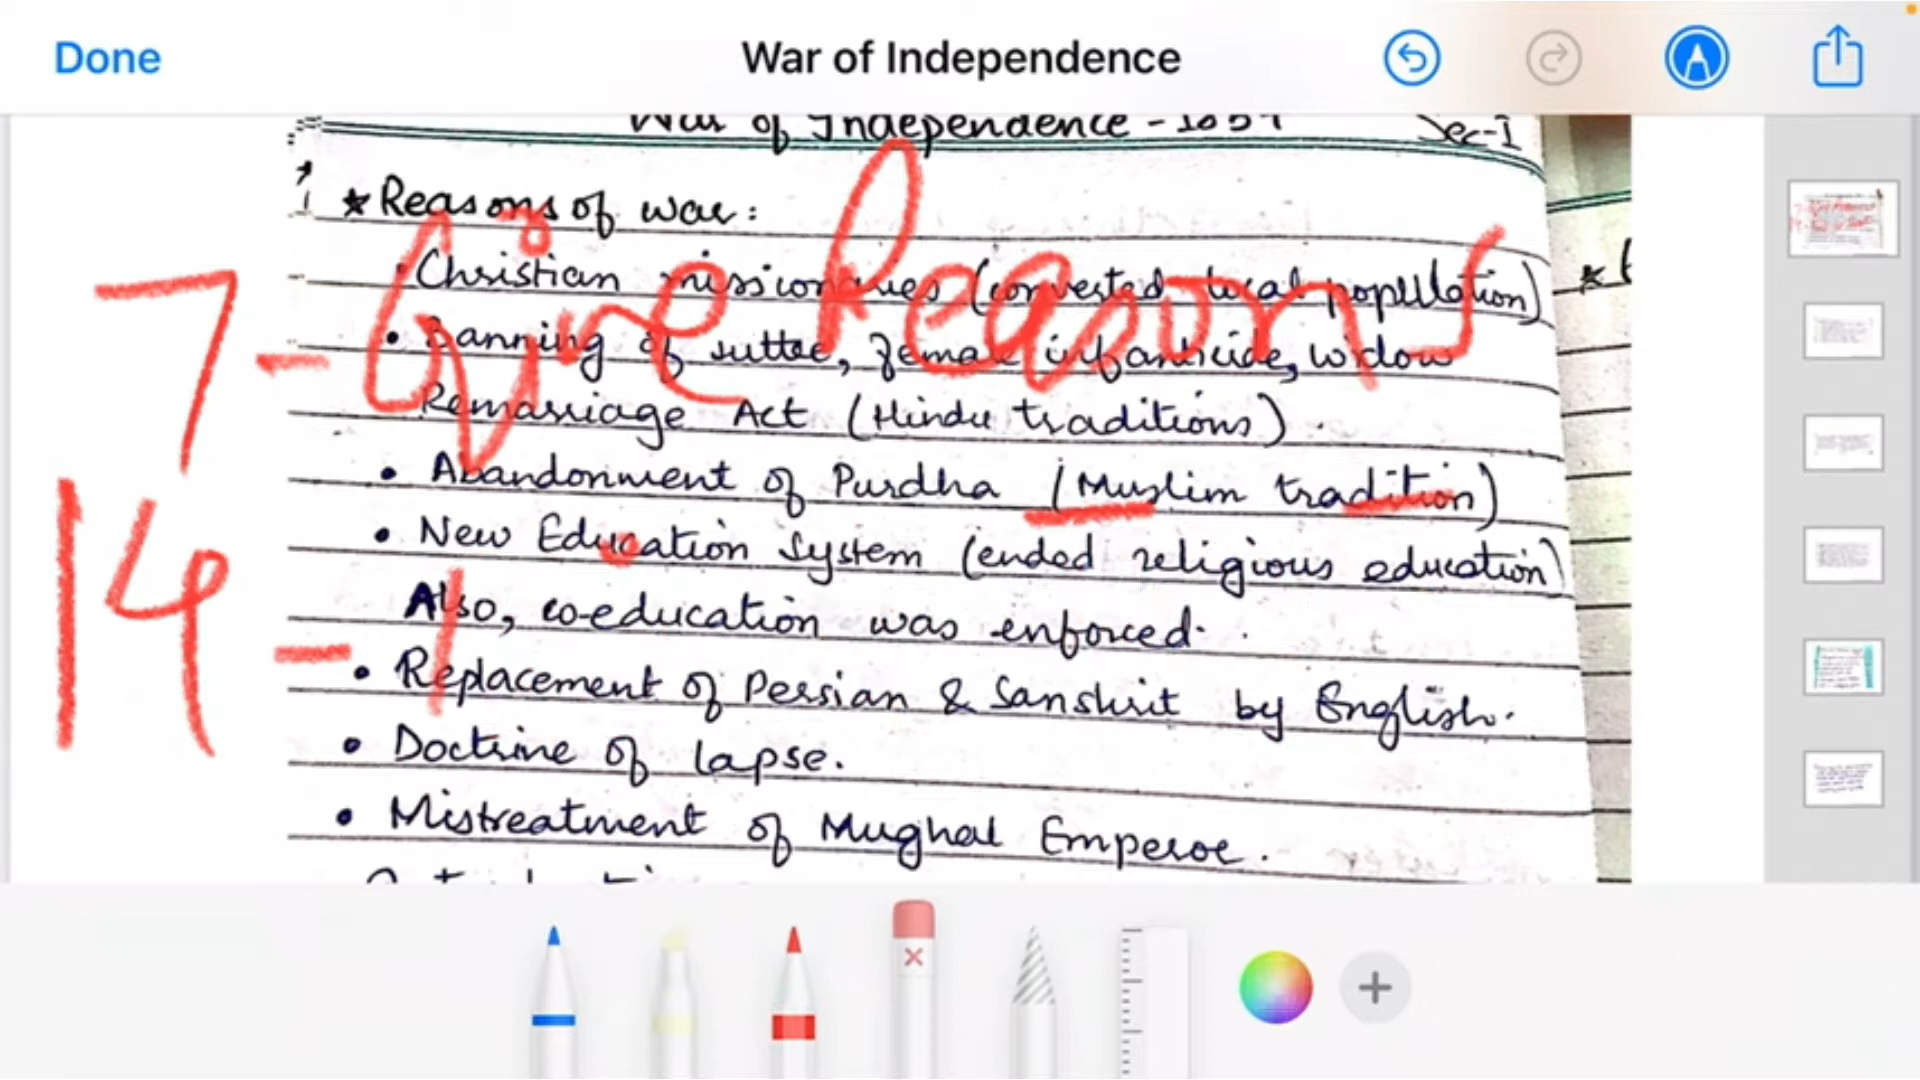 Done
War of Independence
War of Independence - 1857
Sec-I
★ Reasons of war:
Give Reasons
7 -
• Christian missionaries (converted local population)
• Banning of suttee, female infanticide, widow
Remarriage Act (Hindu traditions).
• Abandonment of Purdha (Muslim tradition)
• New Education System (ended religious education)
Also, co-education was enforced.
14 - 1
• Replacement of Persian & Sanskrit by English.
• Doctrine of lapse.
• Mistreatment of Mughal Emperor.